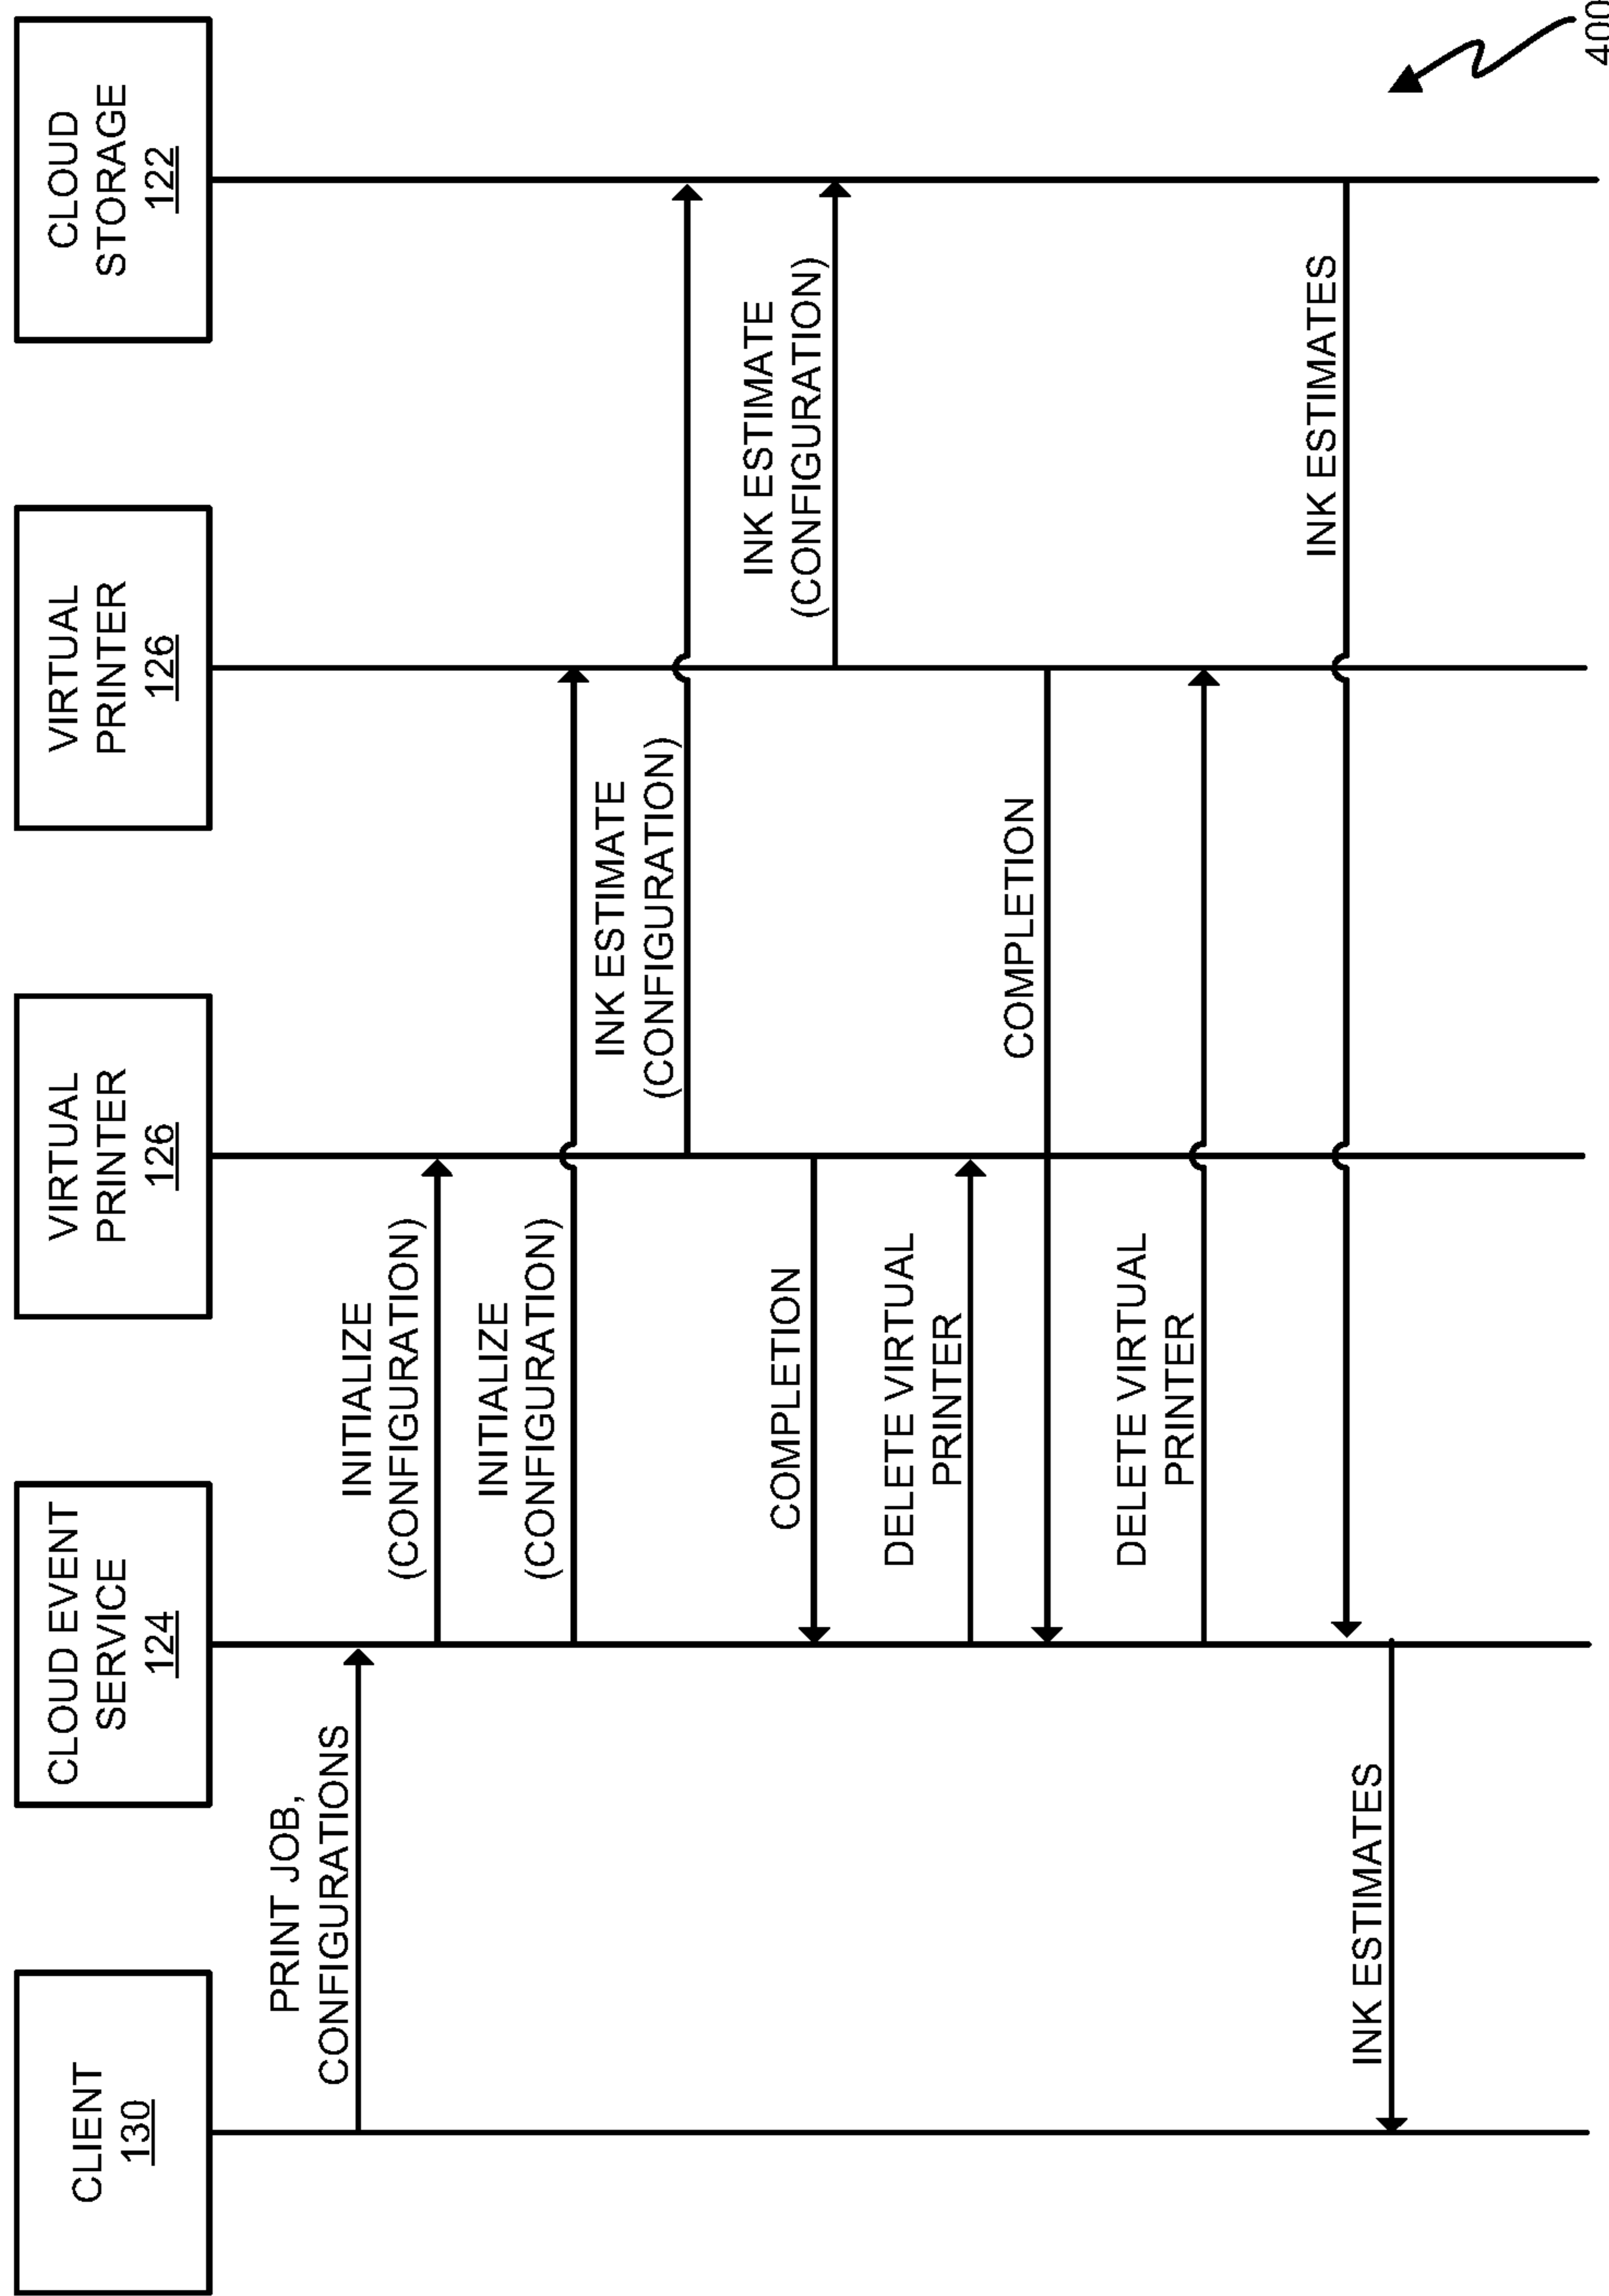 CLIENT
130
CLOUD EVENT
SERVICE
124
VIRTUAL
PRINTER
126
VIRTUAL
PRINTER
126
CLOUD
STORAGE
122
PRINT JOB,
CONFIGURATIONS
INITIALIZE
(CONFIGURATION)
INITIALIZE
(CONFIGURATION)
INK ESTIMATE
(CONFIGURATION)
INK ESTIMATE
(CONFIGURATION)
COMPLETION
DELETE VIRTUAL
PRINTER
COMPLETION
DELETE VIRTUAL
PRINTER
INK ESTIMATES
INK ESTIMATES
400